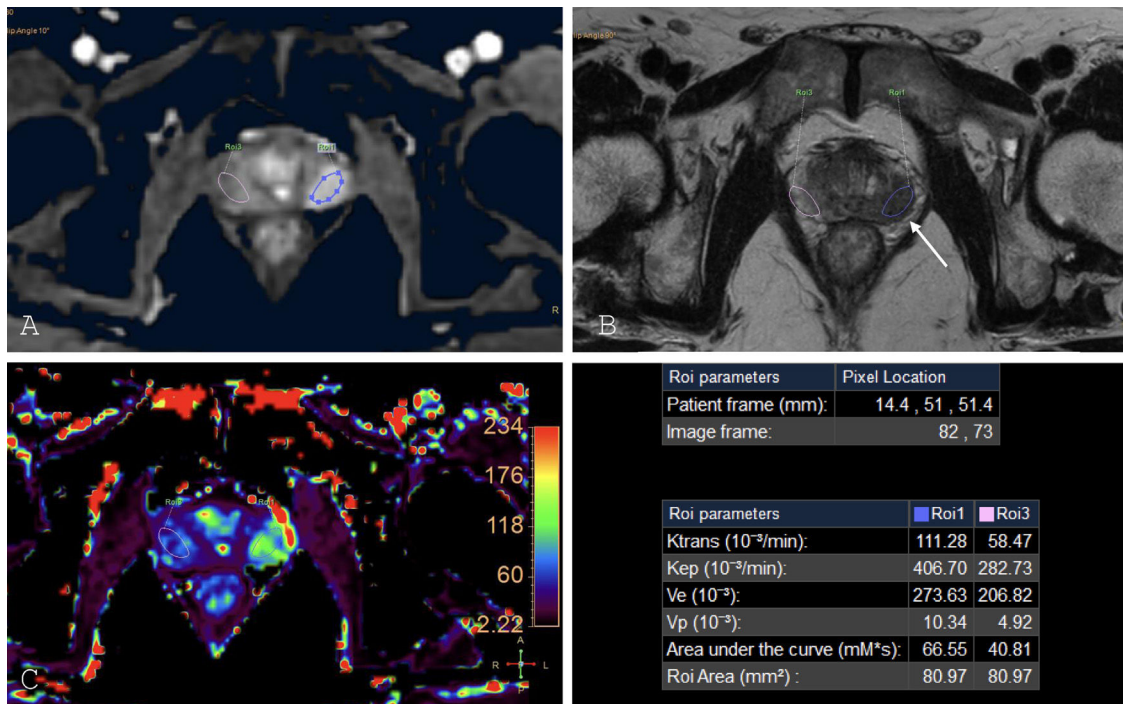 00
lip Angle 10°
Roi3
Roi1
R
A
lip Angle 90°
Roi3
Roi1
B
Roi1
234
176
118
60
2.22
A
R
L
P
C
Roi parameters Pixel Location
Patient frame (mm): 14.4 , 51 , 51.4
Image frame: 82 , 73
Roi parameters Roi1 Roi3
Ktrans (10⁻³/min): 111.28 58.47
Kep (10⁻³/min): 406.70 282.73
Ve (10⁻³): 273.63 206.82
Vp (10⁻³): 10.34 4.92
Area under the curve (mM*s): 66.55 40.81
Roi Area (mm²) : 80.97 80.97